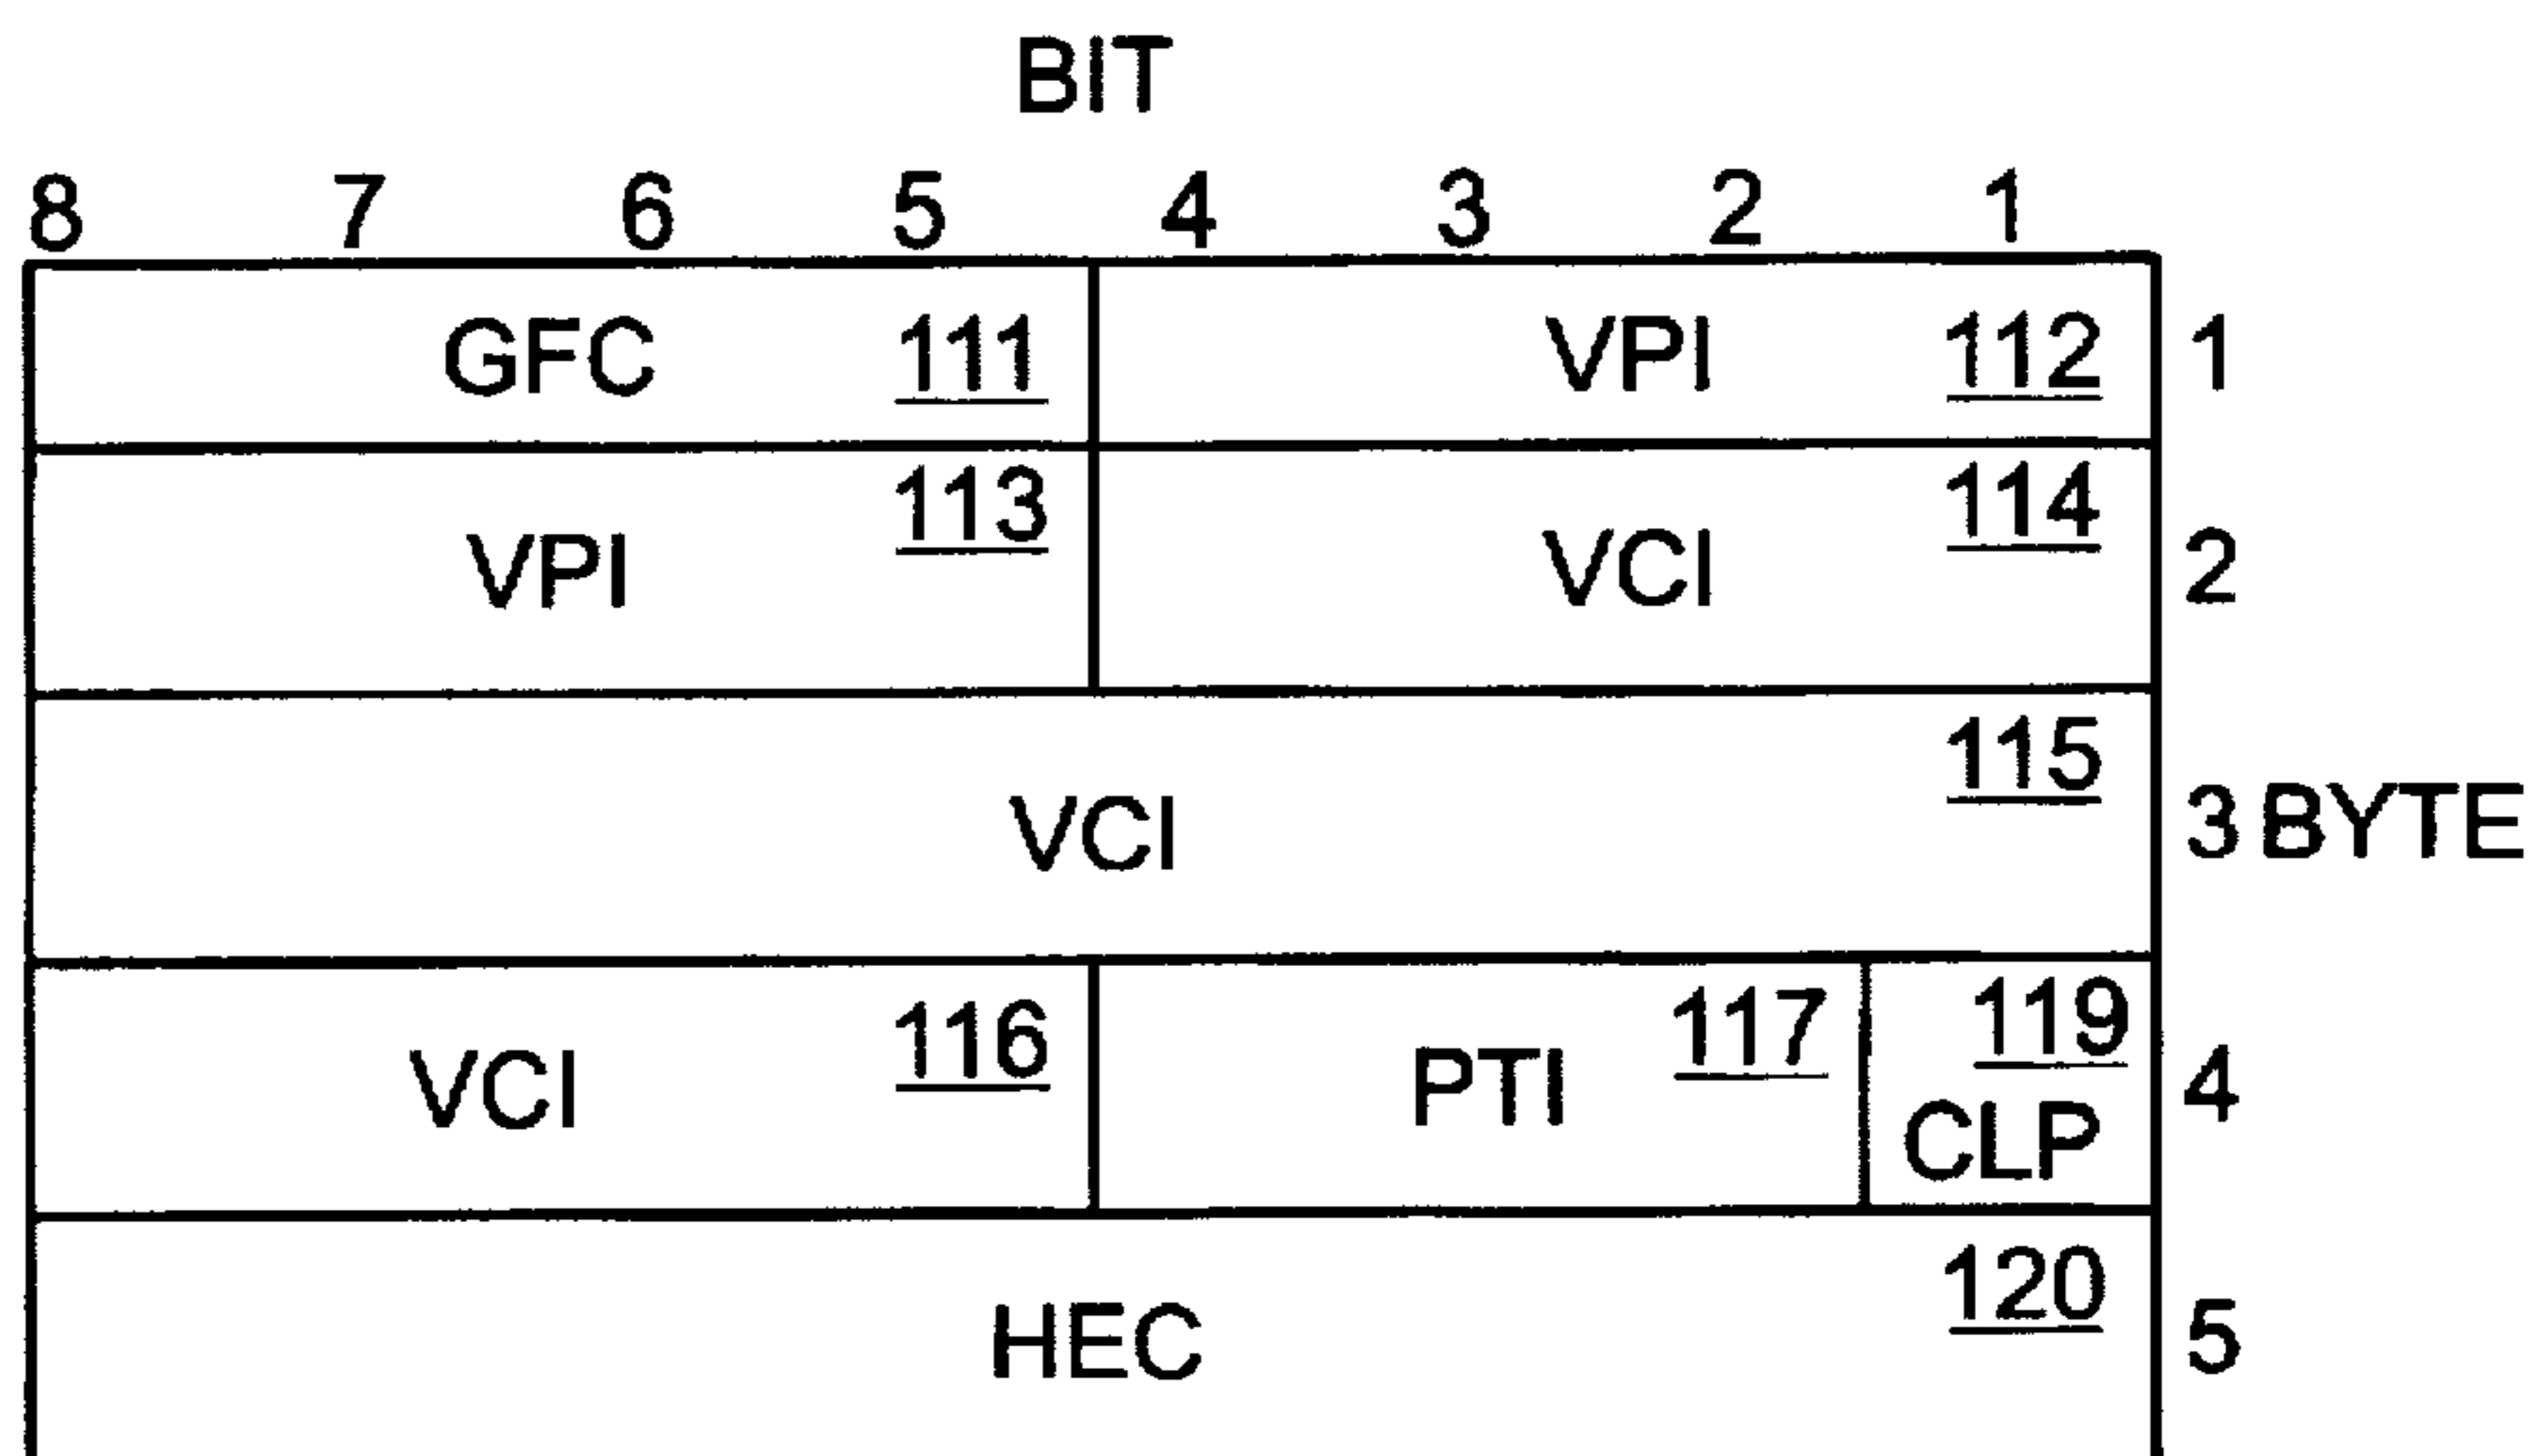 BIT
8 7 6 5 4 3 2 1
GFC 111 VPI 112 1
VPI 113 VCI 114 2
VCI 115 3 BYTE
VCI 116 PTI 117 CLP 119 4
HEC 120 5